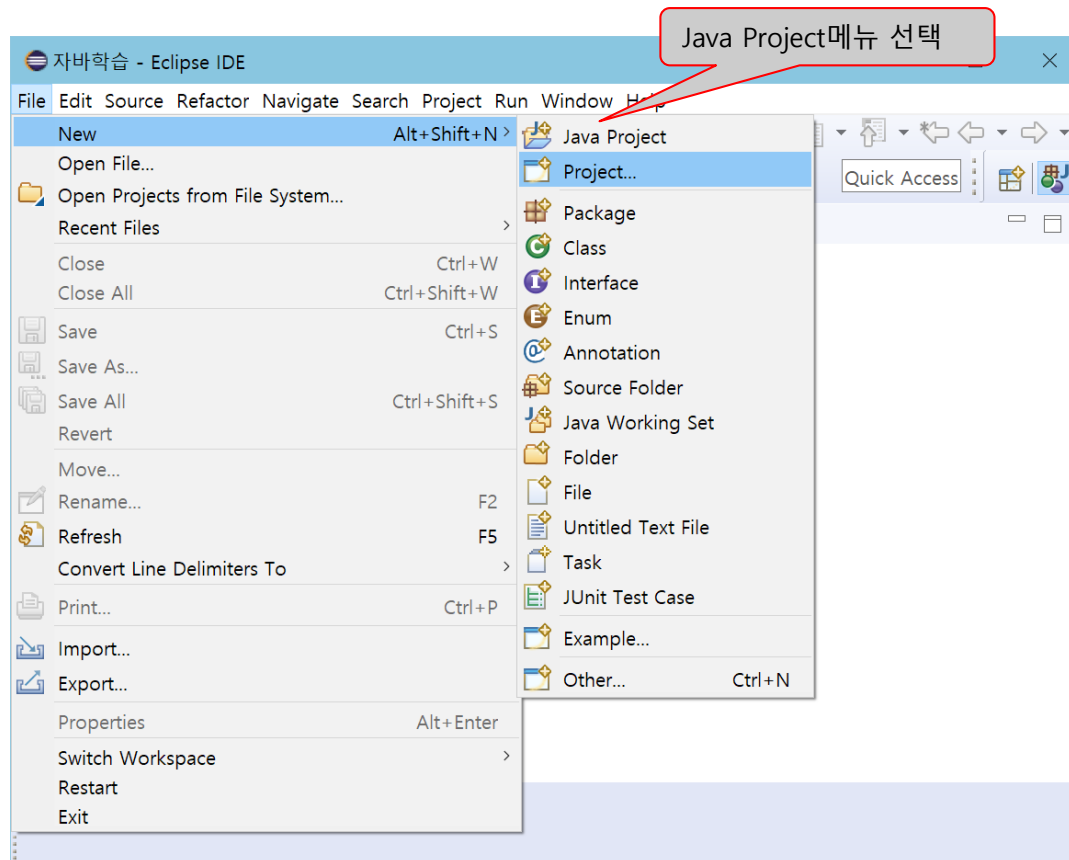 Java Project메뉴 선택
자바학습 - Eclipse IDE
File Edit Source Refactor Navigate Search Project Run Window Help
New Alt+Shift+N >
Open File...
Open Projects from File System...
Recent Files >
Close Ctrl+W
Close All Ctrl+Shift+W
Save Ctrl+S
Save As...
Save All Ctrl+Shift+S
Revert
Move...
Rename... F2
Refresh F5
Convert Line Delimiters To >
Print... Ctrl+P
Import...
Export...
Properties Alt+Enter
Switch Workspace >
Restart
Exit
Java Project
Project...
Package
Class
Interface
Enum
Annotation
Source Folder
Java Working Set
Folder
File
Untitled Text File
Task
JUnit Test Case
Example...
Other... Ctrl+N
Quick Access